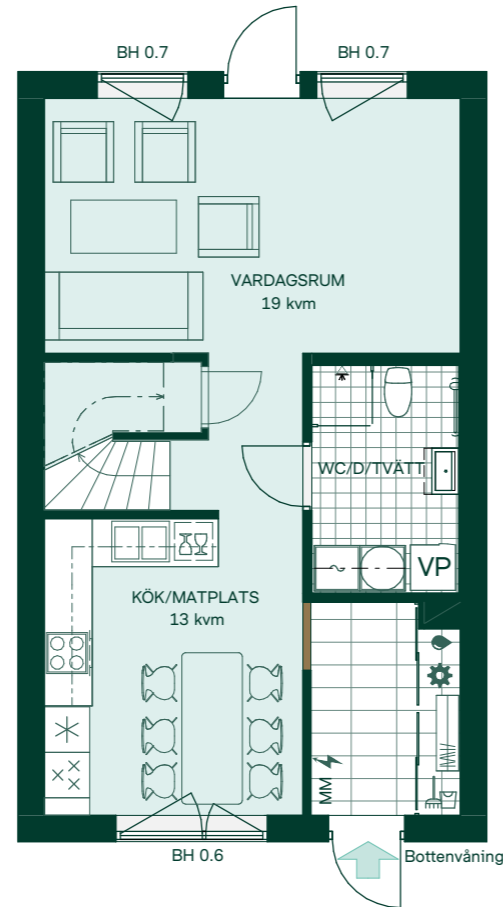 BH 0.7
BH 0.7
VARDAGSRUM
19 kvm
WC/D/TVÄTT
VP
KÖK/MATPLATS
13 kvm
MM
BH 0.6
Bottenvåning